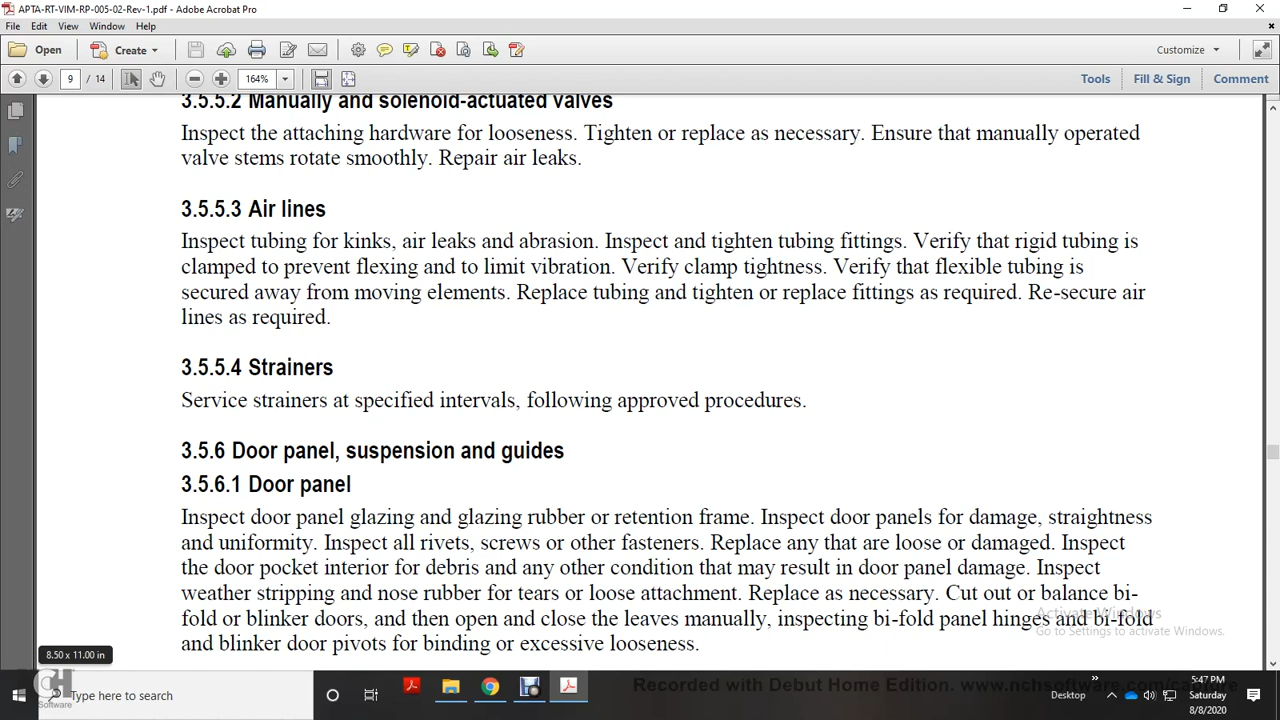 APTA-RT-VIM-RP-005-02-Rev-1.pdf - Adobe Acrobat Pro
File Edit View Window Help
Open Create Customize
9 / 14 164% Tools Fill & Sign Comment
3.5.5.2 Manually and solenoid-actuated valves
Inspect the attaching hardware for looseness. Tighten or replace as necessary. Ensure that manually operated
valve stems rotate smoothly. Repair air leaks.
3.5.5.3 Air lines
Inspect tubing for kinks, air leaks and abrasion. Inspect and tighten tubing fittings. Verify that rigid tubing is
clamped to prevent flexing and to limit vibration. Verify clamp tightness. Verify that flexible tubing is
secured away from moving elements. Replace tubing and tighten or replace fittings as required. Re-secure air
lines as required.
3.5.5.4 Strainers
Service strainers at specified intervals, following approved procedures.
3.5.6 Door panel, suspension and guides
3.5.6.1 Door panel
Inspect door panel glazing and glazing rubber or retention frame. Inspect door panels for damage, straightness
and uniformity. Inspect all rivets, screws or other fasteners. Replace any that are loose or damaged. Inspect
the door pocket interior for debris and any other condition that may result in door panel damage. Inspect
weather stripping and nose rubber for tears or loose attachment. Replace as necessary. Cut out or balance bi-
fold or blinker doors, and then open and close the leaves manually, inspecting bi-fold panel hinges and bi-fold
and blinker door pivots for binding or excessive looseness.
Activate Windows
Go to Settings to activate Windows.
8.50 x 11.00 in
NCH
Software
Type here to search
Recorded with Debut Home Edition. www.nchsoftware.com/capture
Desktop
5:47 PM
Saturday
8/8/2020